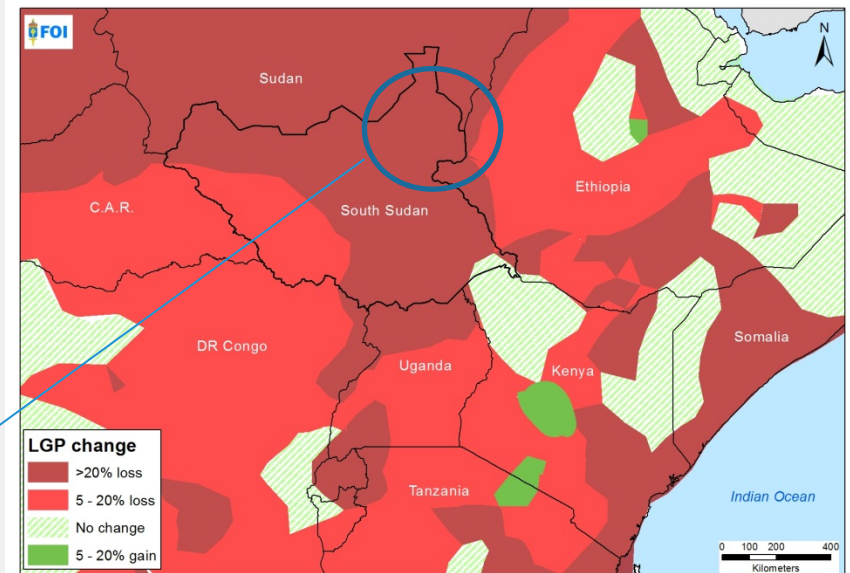 FOI
N
Sudan
Ethiopia
C.A.R.
South Sudan
Somalia
DR Congo
Uganda
Kenya
LGP change
>20% loss
5 - 20% loss
No change
5 - 20% gain
Tanzania
Indian Ocean
0 100 200 400
Kilometers